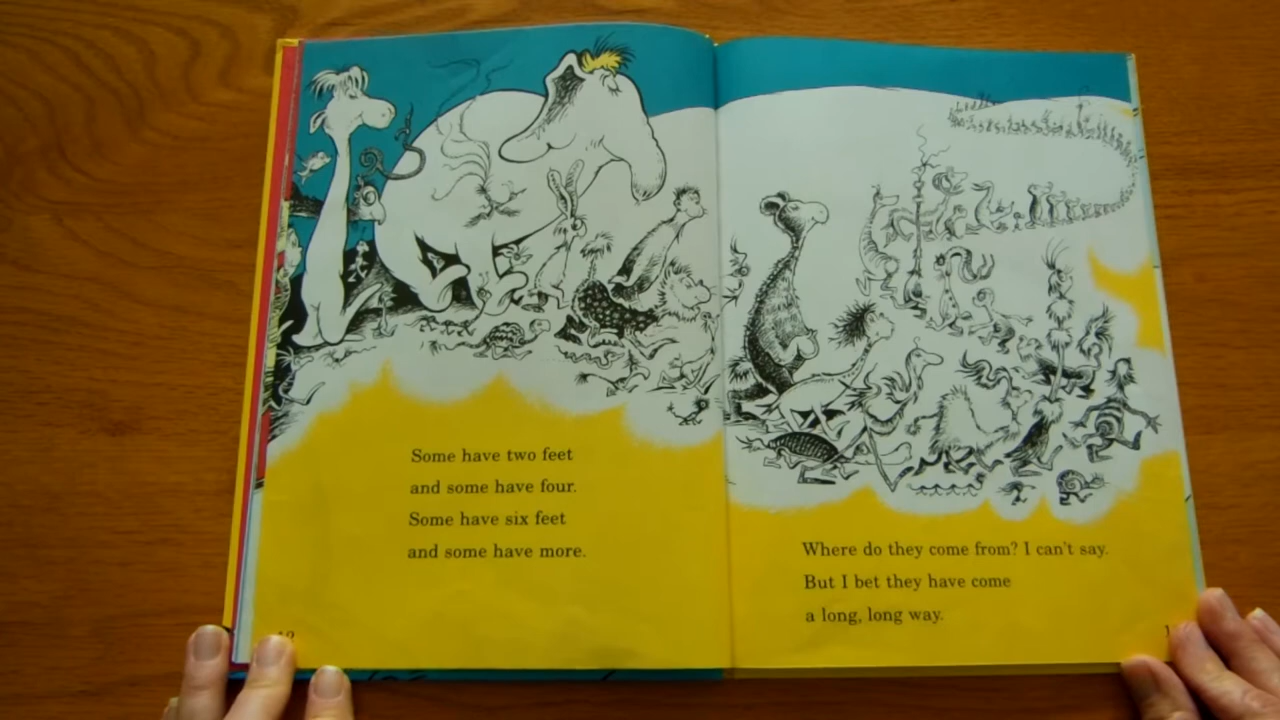 Some have two feet
and some have four.
Some have six feet
and some have more.
Where do they come from? I can't say.
But I bet they have come
a long, long way.